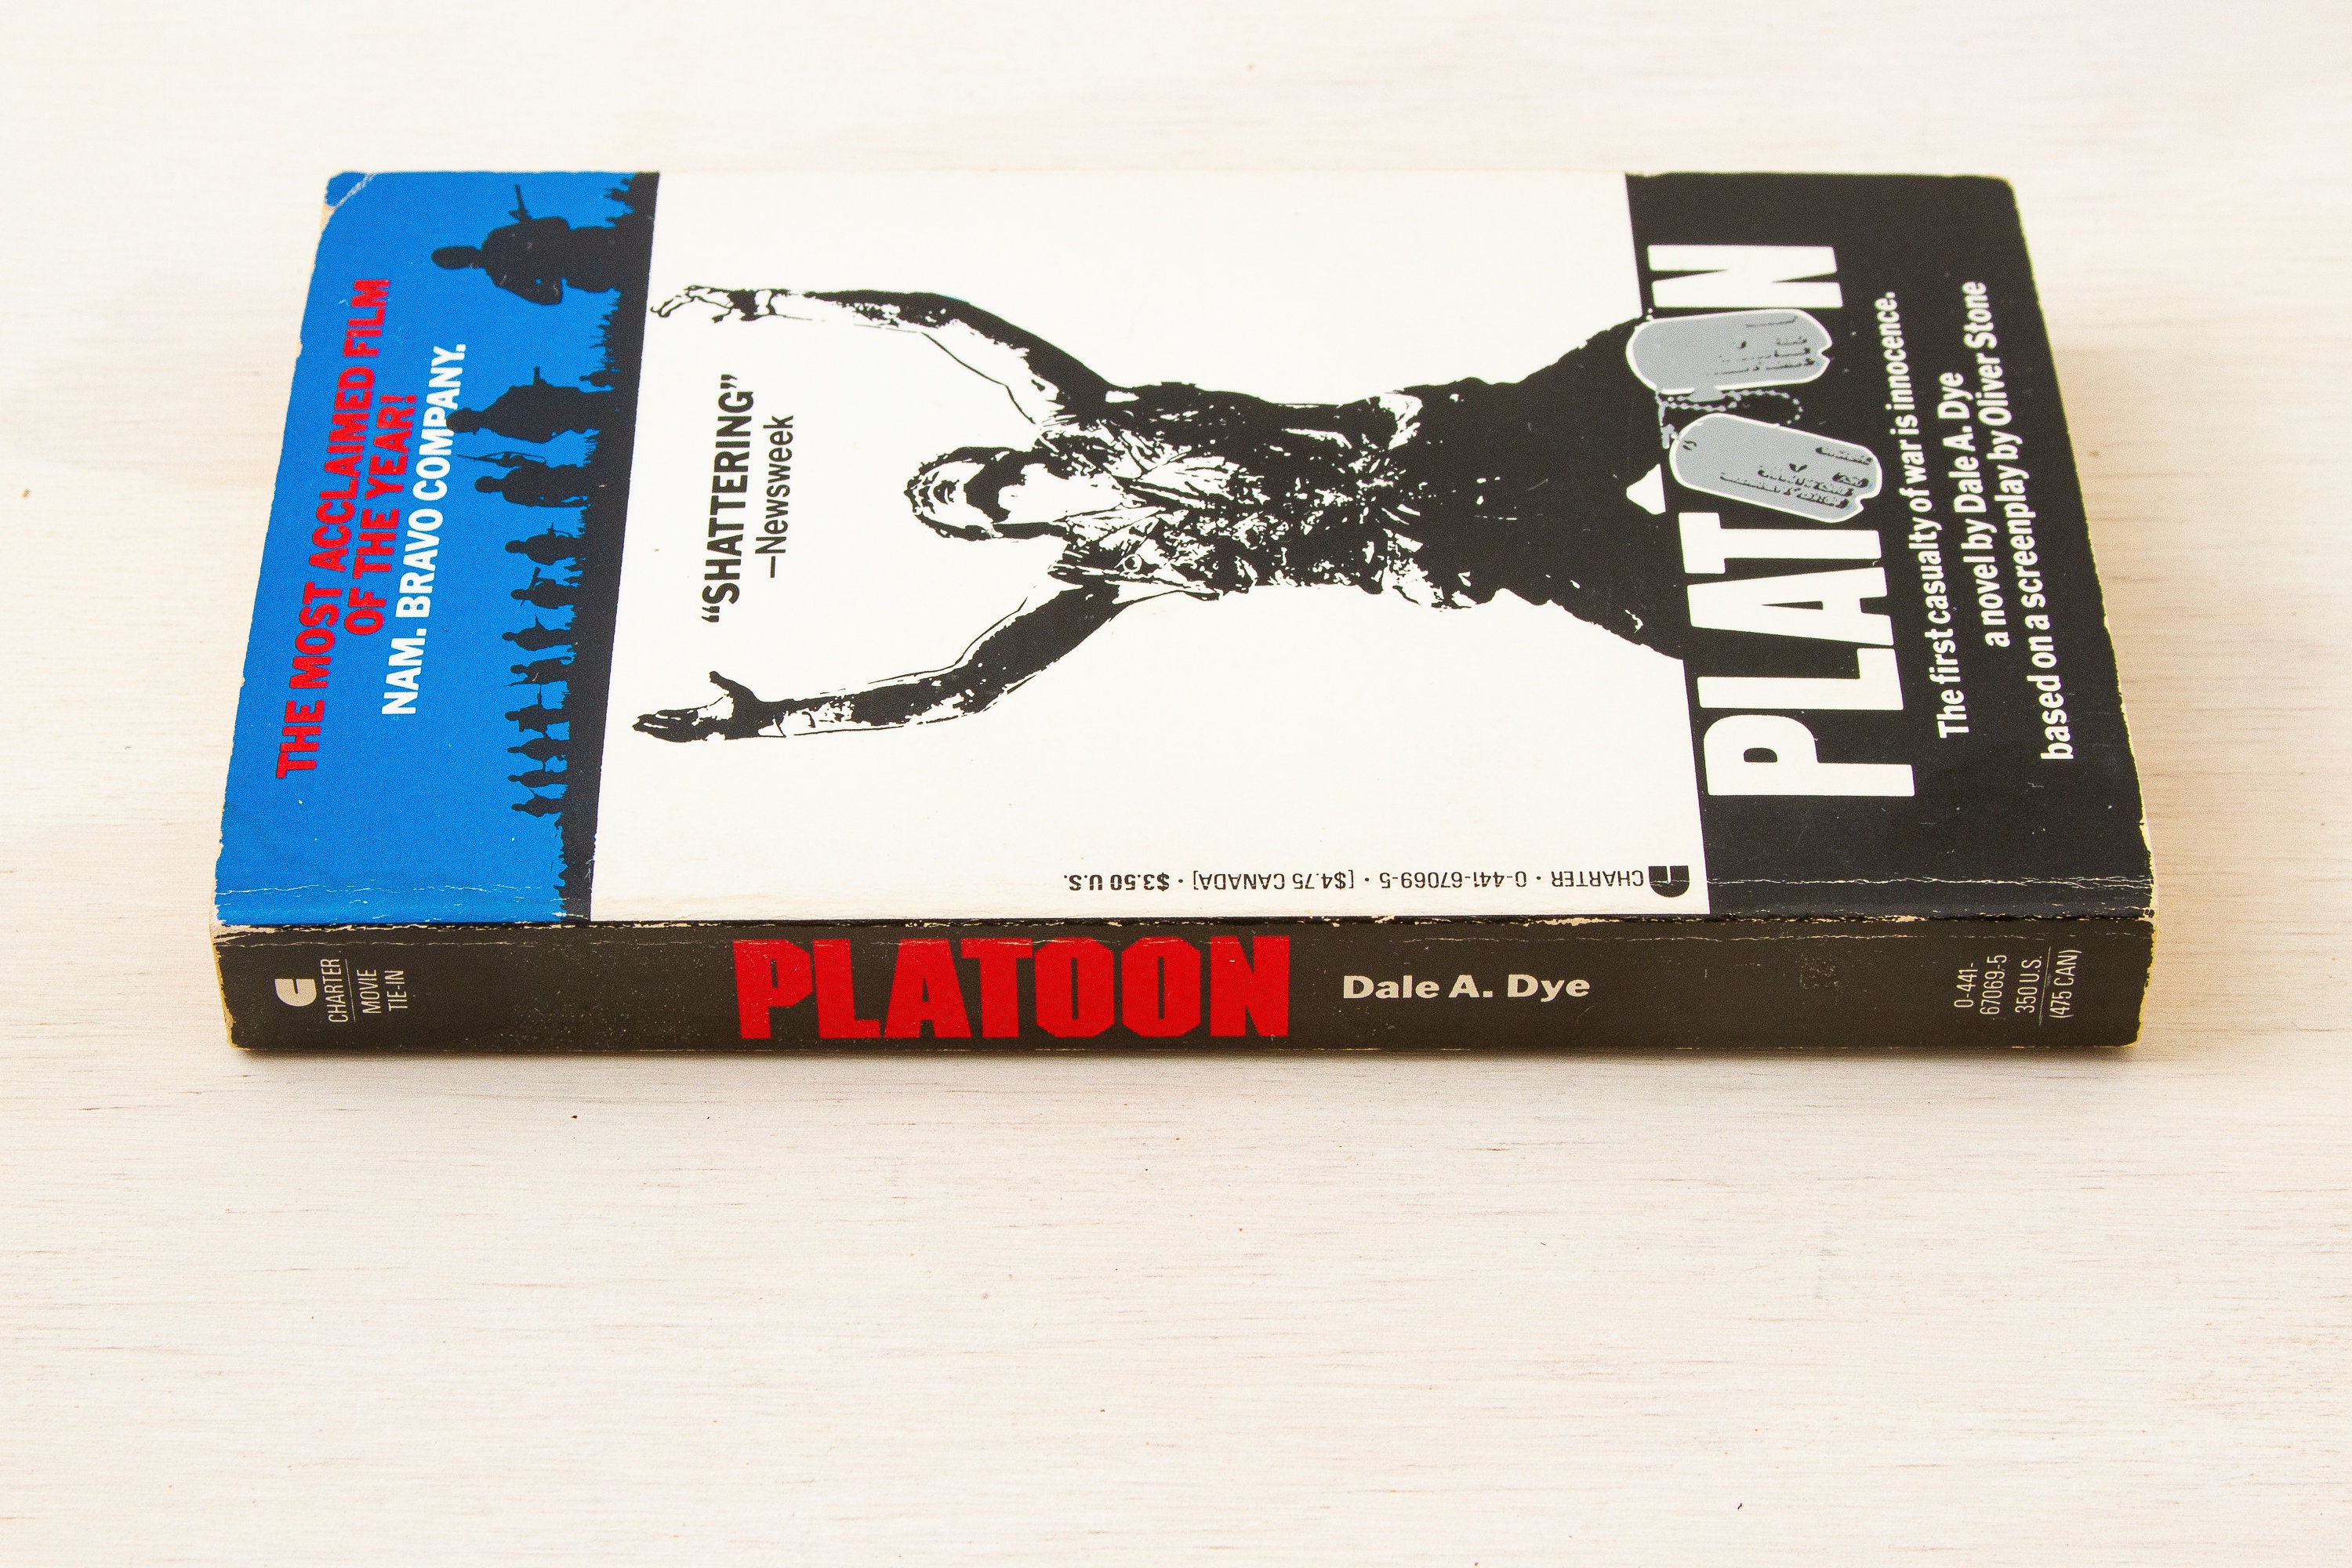 THE MOST ACCLAIMED FILM
OF THE YEAR!
NAM. BRAVO COMPANY.
“SHATTERING”
—Newsweek
PLATOON
The first casualty of war is innocence.
a novel by Dale A. Dye
based on a screenplay by Oliver Stone
CHARTER • 0-441-67069-5 • [$4.75 CANADA] • $3.50 U.S.
CHARTER
MOVIE
TIE-IN
PLATOON
Dale A. Dye
0-441-
67069-5
350 U.S.
(475 CAN)